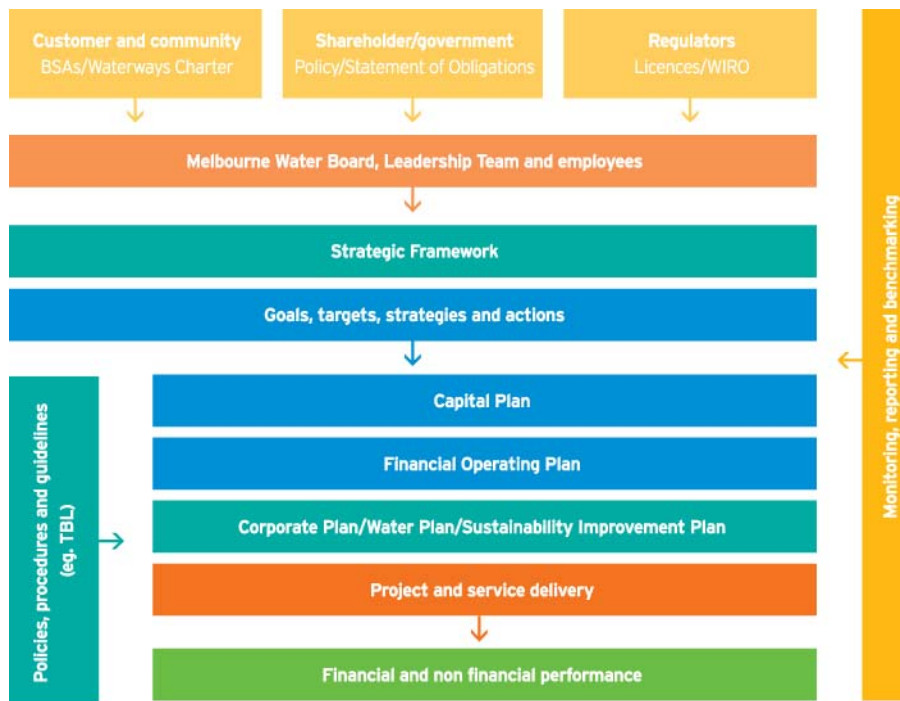 Customer and community
BSAs/Waterways Charter
Shareholder/government
Policy/Statement of Obligations
Regulators
Licences/WIRO
Melbourne Water Board, Leadership Team and employees
Strategic Framework
Goals, targets, strategies and actions
Policies, procedures and guidelines
(eg. TBL)
Capital Plan
Financial Operating Plan
Corporate Plan/Water Plan/Sustainability Improvement Plan
Project and service delivery
Financial and non financial performance
Monitoring, reporting and benchmarking